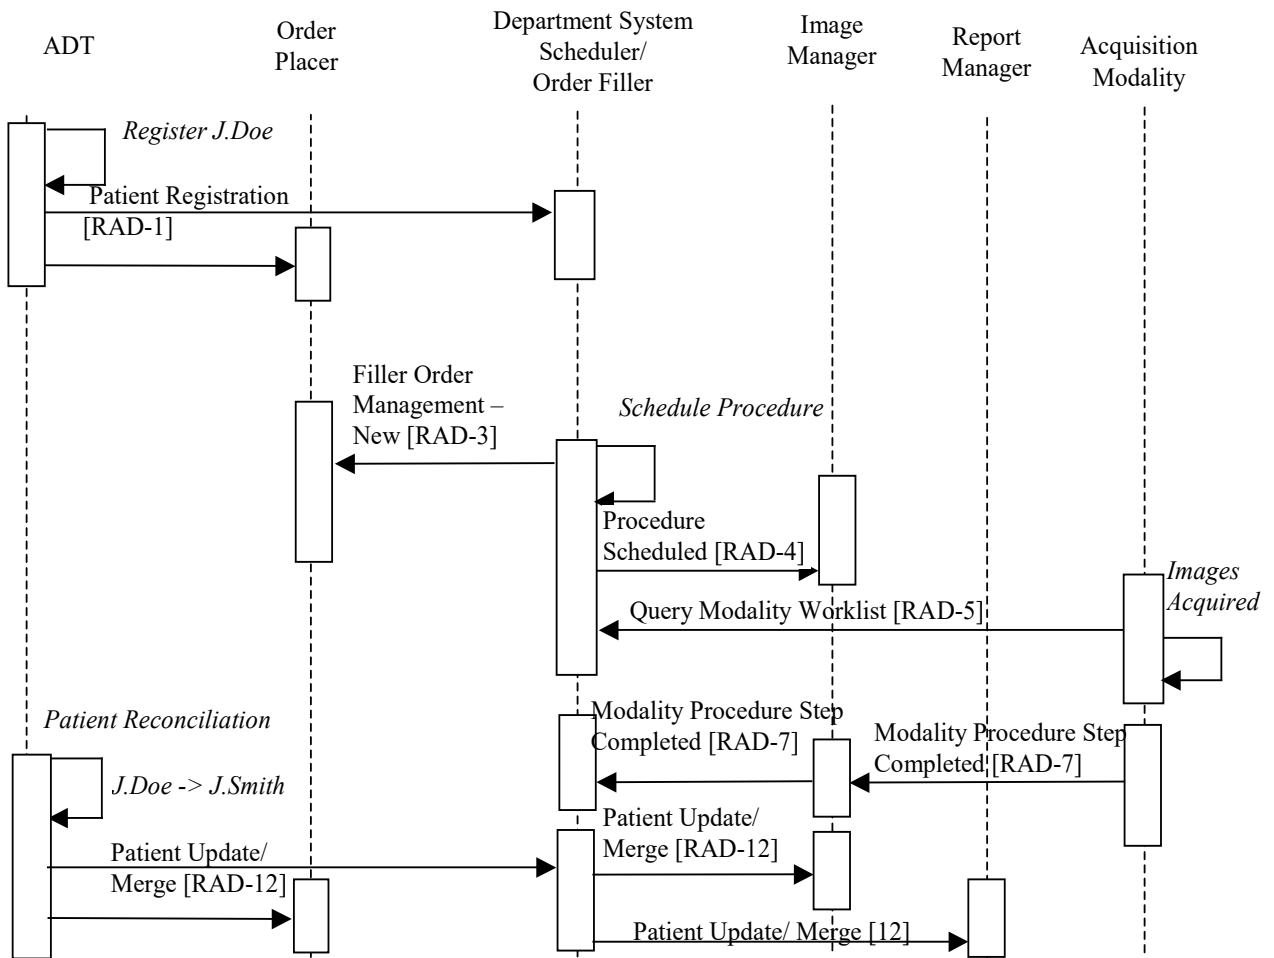 ADT
Order
Placer
Department System
Scheduler/
Order Filler
Image
Manager
Report
Manager
Acquisition
Modality
Register J.Doe
Patient Registration
[RAD-1]
Filler Order
Management –
New [RAD-3]
Schedule Procedure
Procedure
Scheduled [RAD-4]
Images
Acquired
Query Modality Worklist [RAD-5]
Patient Reconciliation
Modality Procedure Step
Completed [RAD-7]
Modality Procedure Step
Completed [RAD-7]
J.Doe -> J.Smith
Patient Update/
Merge [RAD-12]
Patient Update/
Merge [RAD-12]
Patient Update/ Merge [12]